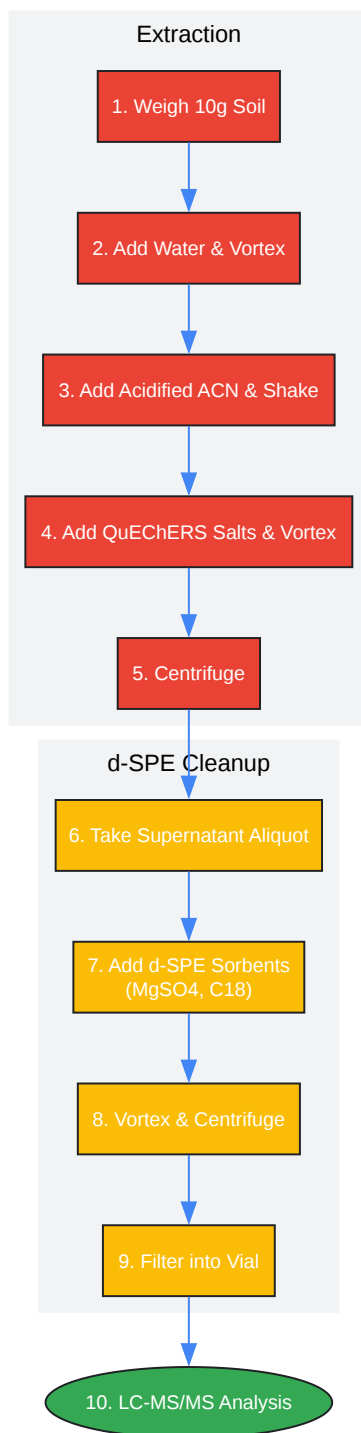 Extraction
1. Weigh 10g Soil
2. Add Water & Vortex
3. Add Acidified ACN & Shake
4. Add QuEChERS Salts & Vortex
5. Centrifuge
d-SPE Cleanup
6. Take Supernatant Aliquot
7. Add d-SPE Sorbents
(MgSO4, C18)
8. Vortex & Centrifuge
9. Filter into Vial
10. LC-MS/MS Analysis